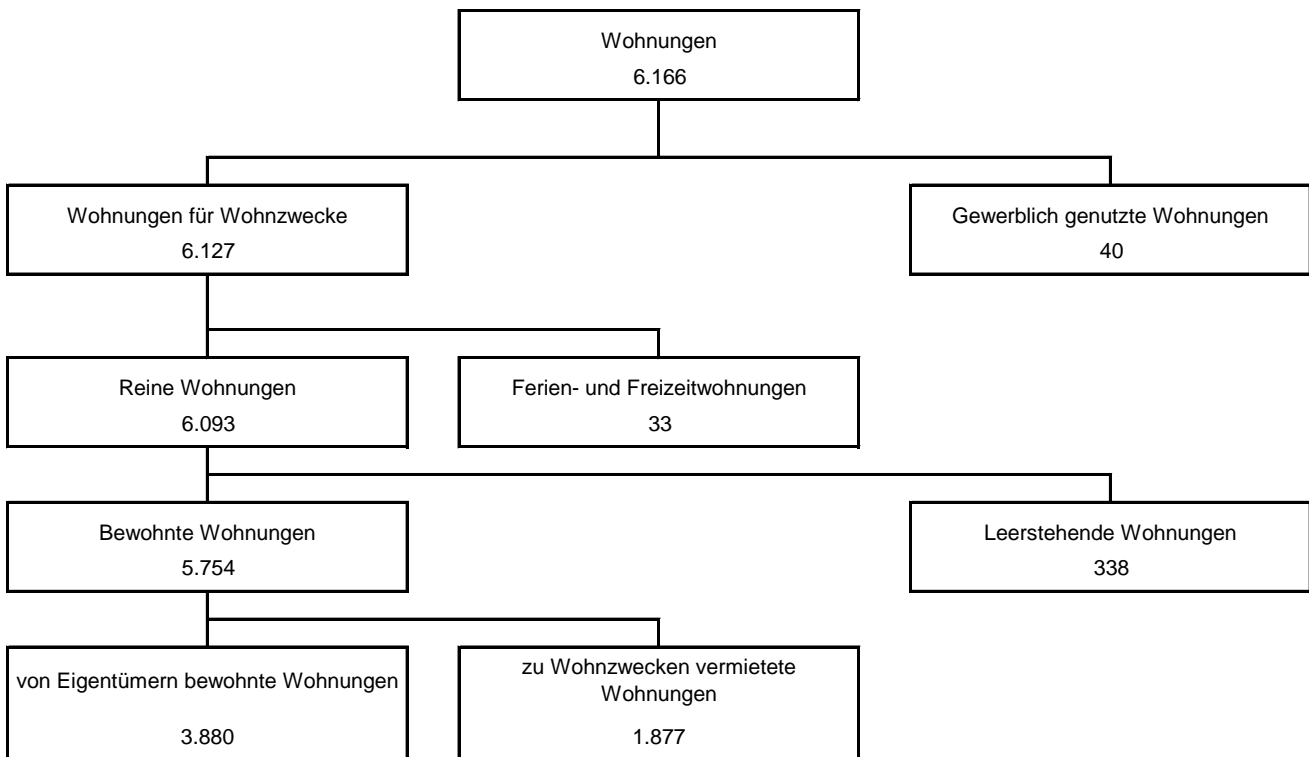 Wohnungen
6.166
Wohnungen für Wohnzwecke
6.127
Gewerblich genutzte Wohnungen
40
Reine Wohnungen
6.093
Ferien- und Freizeitwohnungen
33
Bewohnte Wohnungen
5.754
Leerstehende Wohnungen
338
von Eigentümern bewohnte Wohnungen
3.880
zu Wohnzwecken vermietete
Wohnungen
1.877